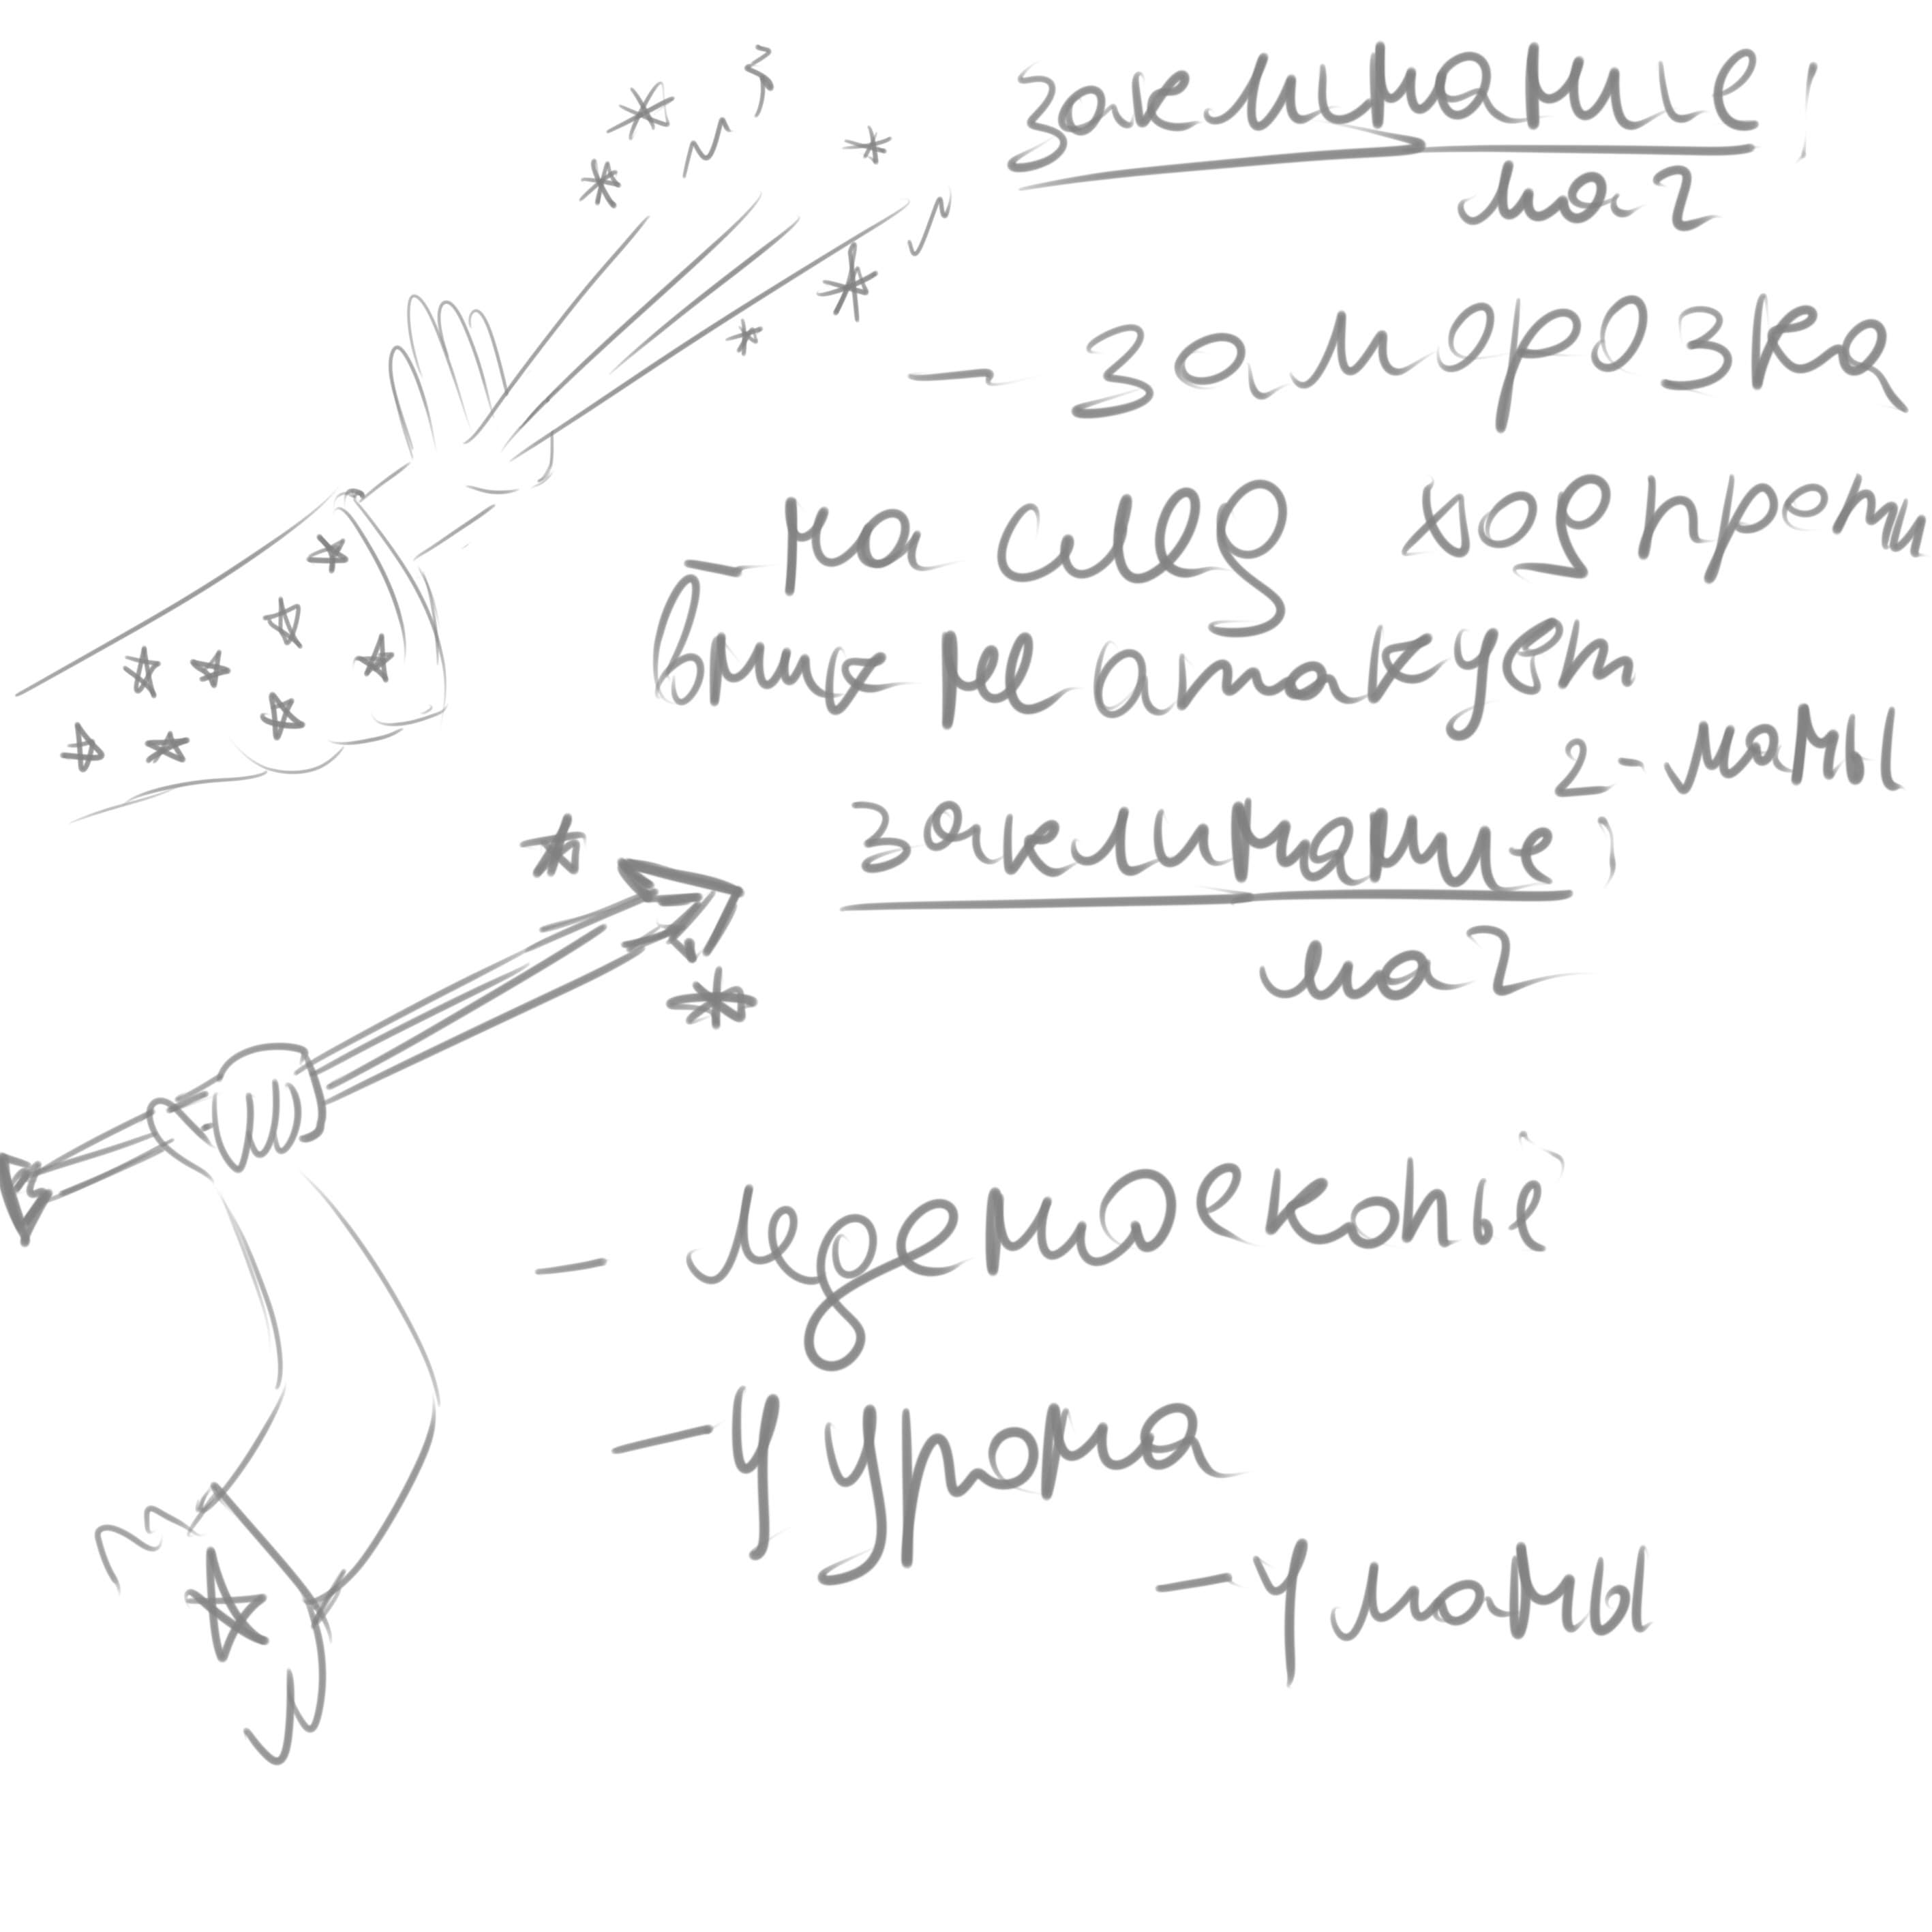 заклинание:
маг
- заморозка
- на след ход проти
вник не атакует
2 - маны
заклинание:
маг
- ледяное копьё
- 4 урона
- 4 маны